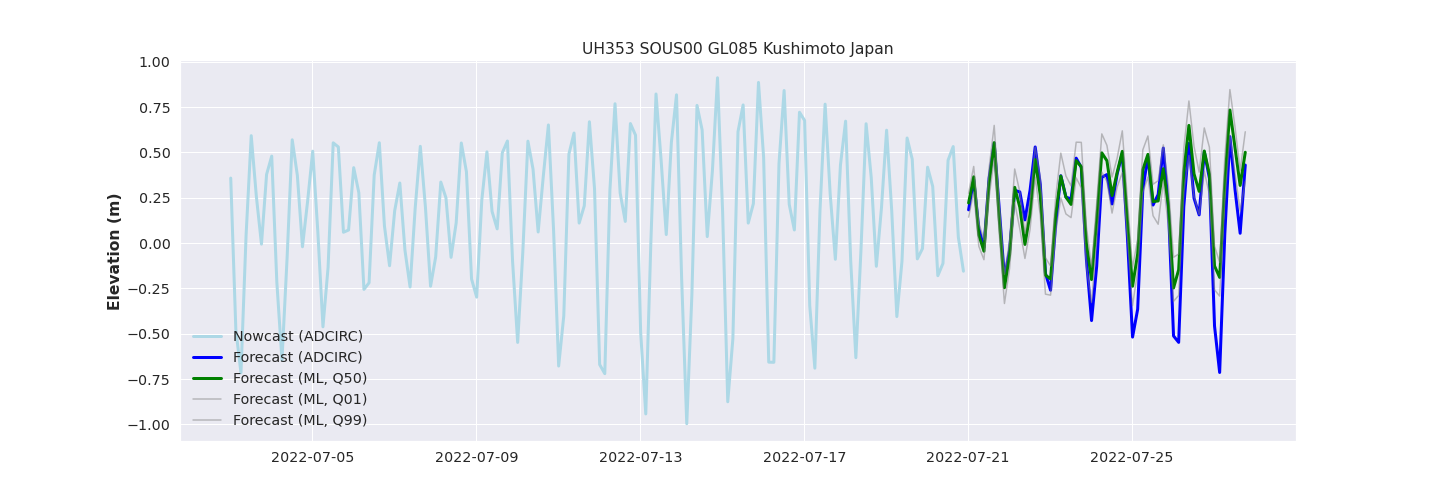 UH353 SOUS00 GL085 Kushimoto Japan
1.00
0.75
0.50
0.25
0.00
−0.25
−0.50
−0.75
−1.00
Elevation (m)
Nowcast (ADCIRC)
Forecast (ADCIRC)
Forecast (ML, Q50)
Forecast (ML, Q01)
Forecast (ML, Q99)
2022-07-05 2022-07-09 2022-07-13 2022-07-17 2022-07-21 2022-07-25